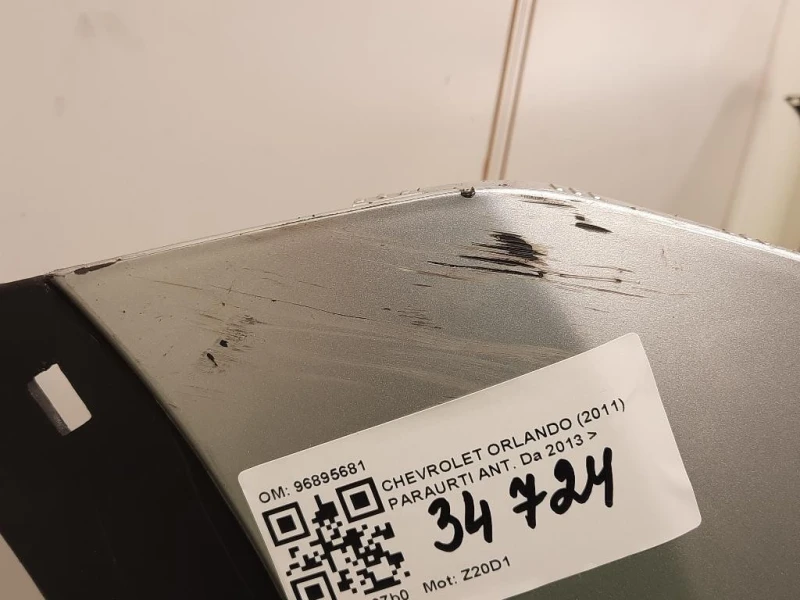 OM: 96895681
CHEVROLET ORLANDO (2011)
PARAURTI ANT. Da 2013 >
34 724
Mot: Z20D1